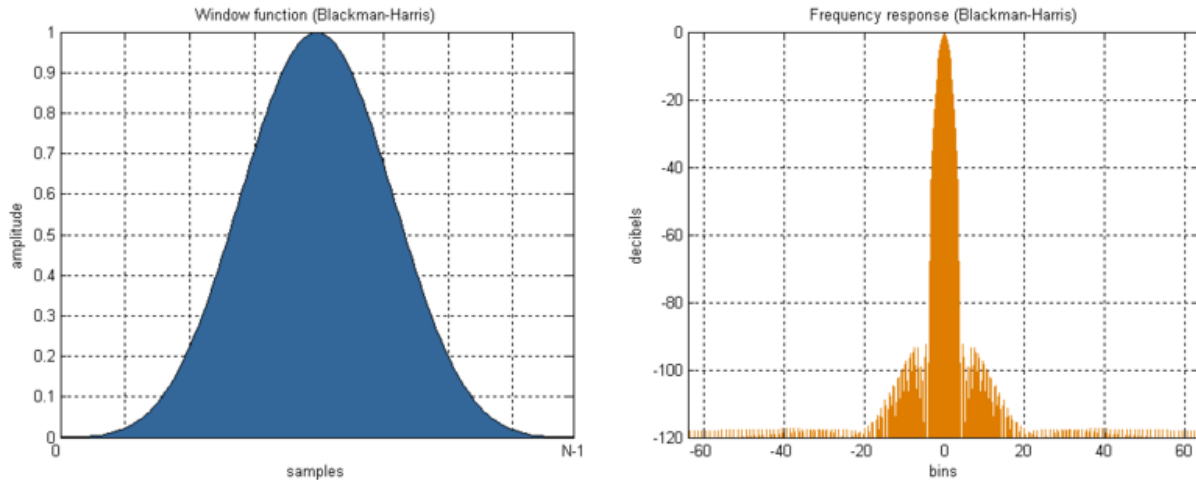 Window function (Blackman-Harris)
1
0.9
0.8
0.7
0.6
0.5
0.4
0.3
0.2
0.1
0
amplitude
0 N-1
samples
Frequency response (Blackman-Harris)
0
-20
-40
-60
-80
-100
-120
decibels
-60 -40 -20 0 20 40 60
bins